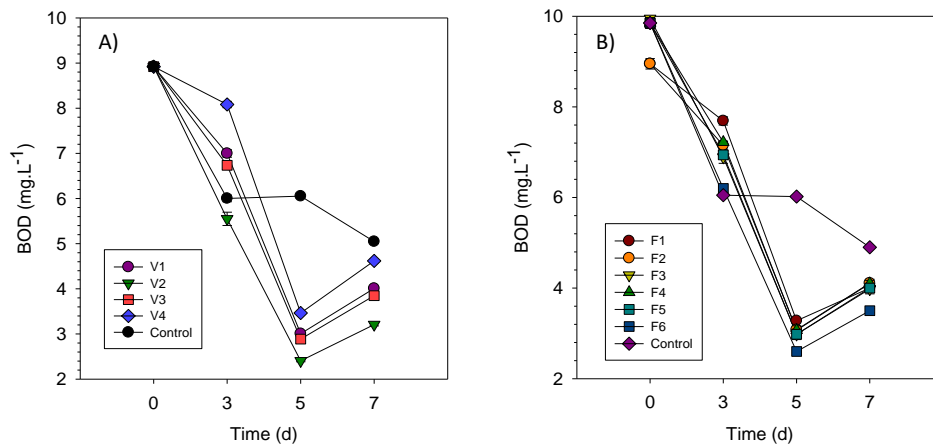 A)
BOD (mg.L-1)
10
9
8
7
6
5
4
3
2
V1
V2
V3
V4
Control
0 3 5 7
Time (d)
B)
BOD (mg.L-1)
10
8
6
4
2
F1
F2
F3
F4
F5
F6
Control
0 3 5 7
Time (d)